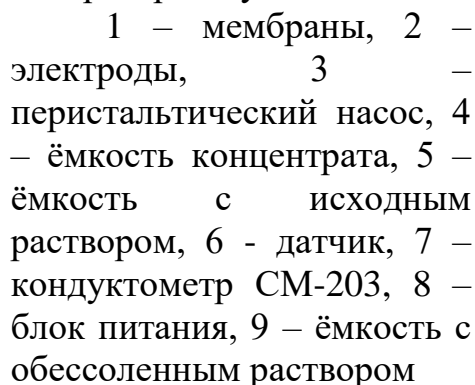 1 – мембраны, 2 –
электроды, 3 –
перистальтический насос, 4
– ёмкость концентрата, 5 –
ёмкость с исходным
раствором, 6 - датчик, 7 –
кондуктометр СМ-203, 8 –
блок питания, 9 – ёмкость с
обессоленным раствором